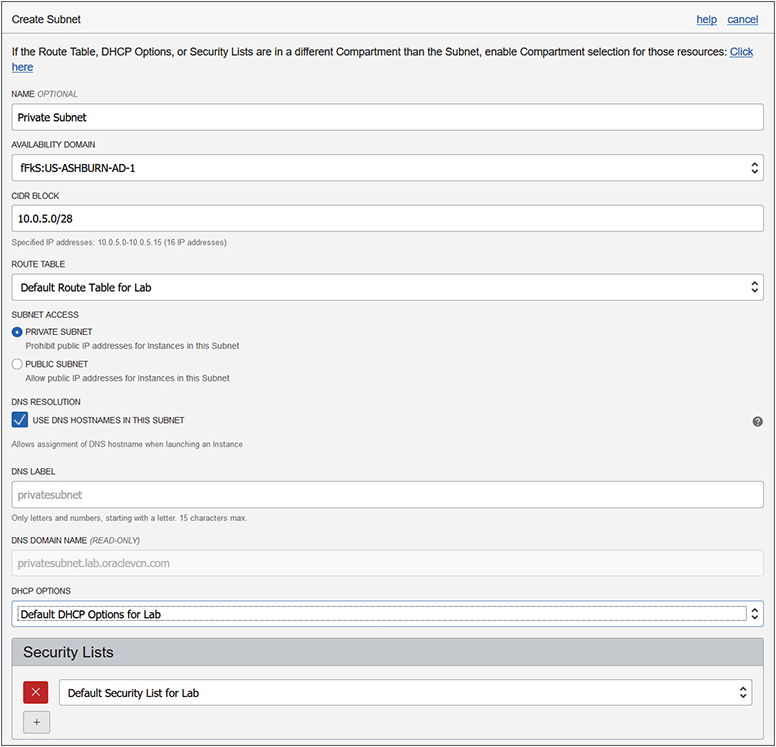 Create Subnet help cancel
If the Route Table, DHCP Options, or Security Lists are in a different Compartment than the Subnet, enable Compartment selection for those resources: Click
here
NAME OPTIONAL
Private Subnet
AVAILABILITY DOMAIN
fFkS:US-ASHBURN-AD-1
CIDR BLOCK
10.0.5.0/28
Specified IP addresses: 10.0.5.0-10.0.5.15 (16 IP addresses)
ROUTE TABLE
Default Route Table for Lab
SUBNET ACCESS
PRIVATE SUBNET
Prohibit public IP addresses for Instances in this Subnet
PUBLIC SUBNET
Allow public IP addresses for Instances in this Subnet
DNS RESOLUTION
USE DNS HOSTNAMES IN THIS SUBNET ?
Allows assignment of DNS hostname when launching an Instance
DNS LABEL
privatesubnet
Only letters and numbers, starting with a letter. 15 characters max.
DNS DOMAIN NAME (READ-ONLY)
privatesubnet.lab.oraclevcn.com
DHCP OPTIONS
Default DHCP Options for Lab
Security Lists
Default Security List for Lab
+